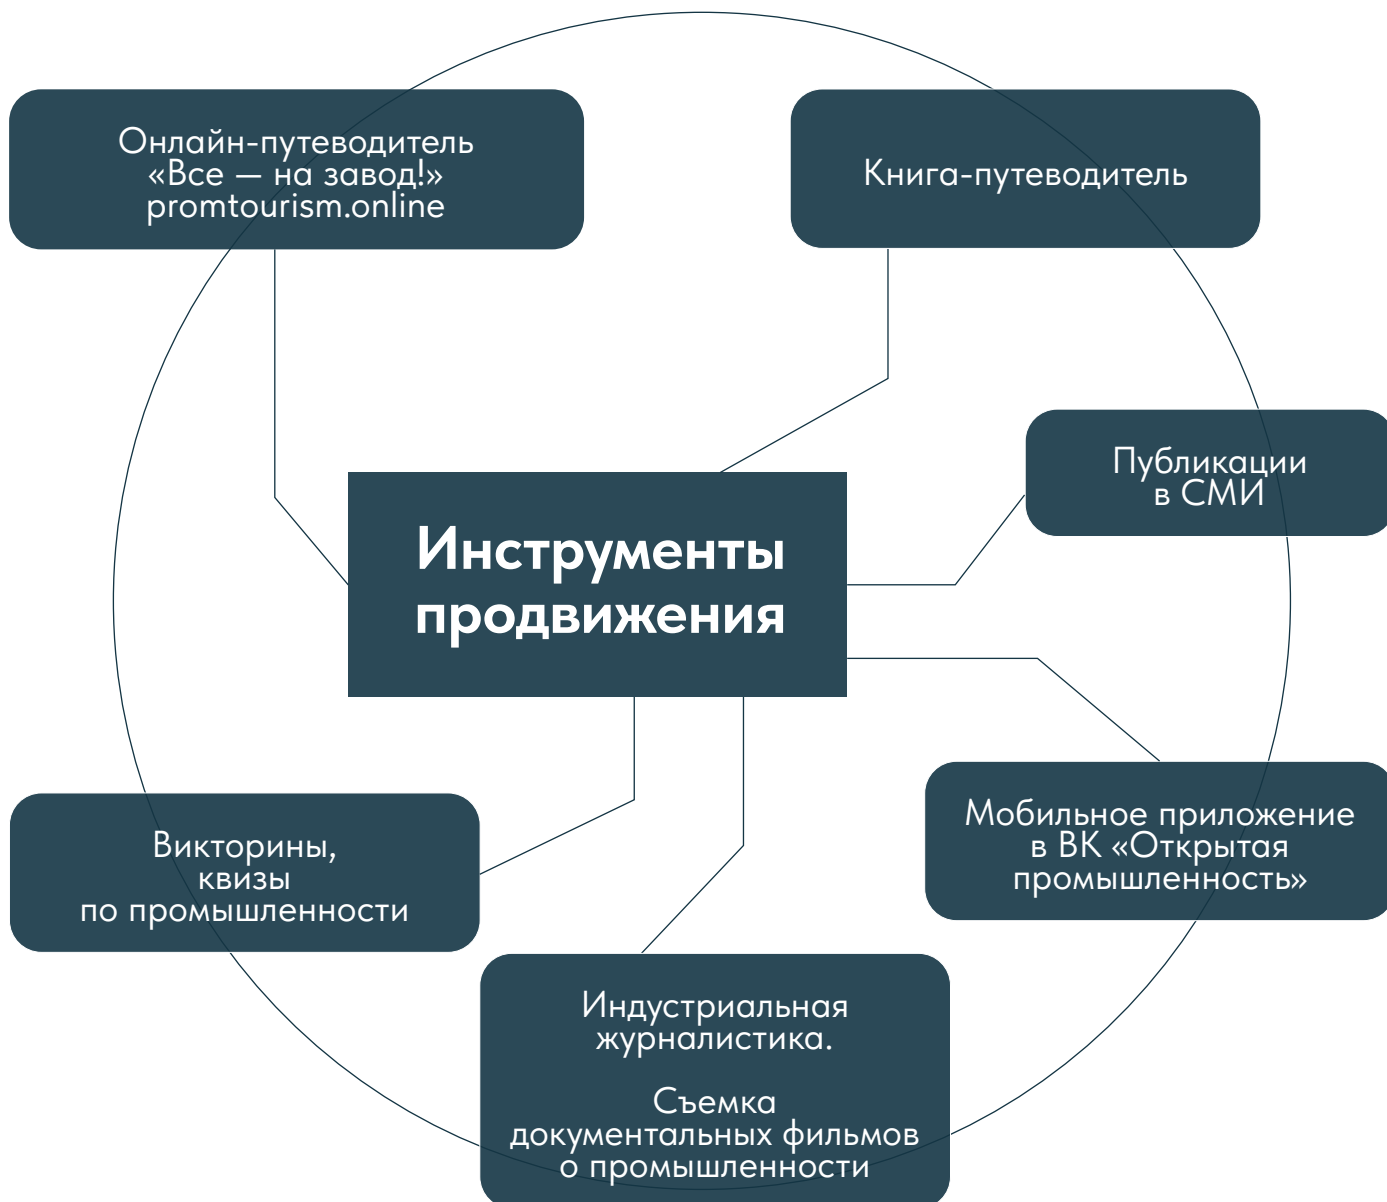 Онлайн-путеводитель
«Все — на завод!»
promtourism.online
Книга-путеводитель
Публикации
в СМИ
Инструменты
продвижения
Мобильное приложение
в ВК «Открытая
промышленность»
Викторины,
квизы
по промышленности
Индустриальная
журналистика.
Съемка
документальных фильмов
о промышленности